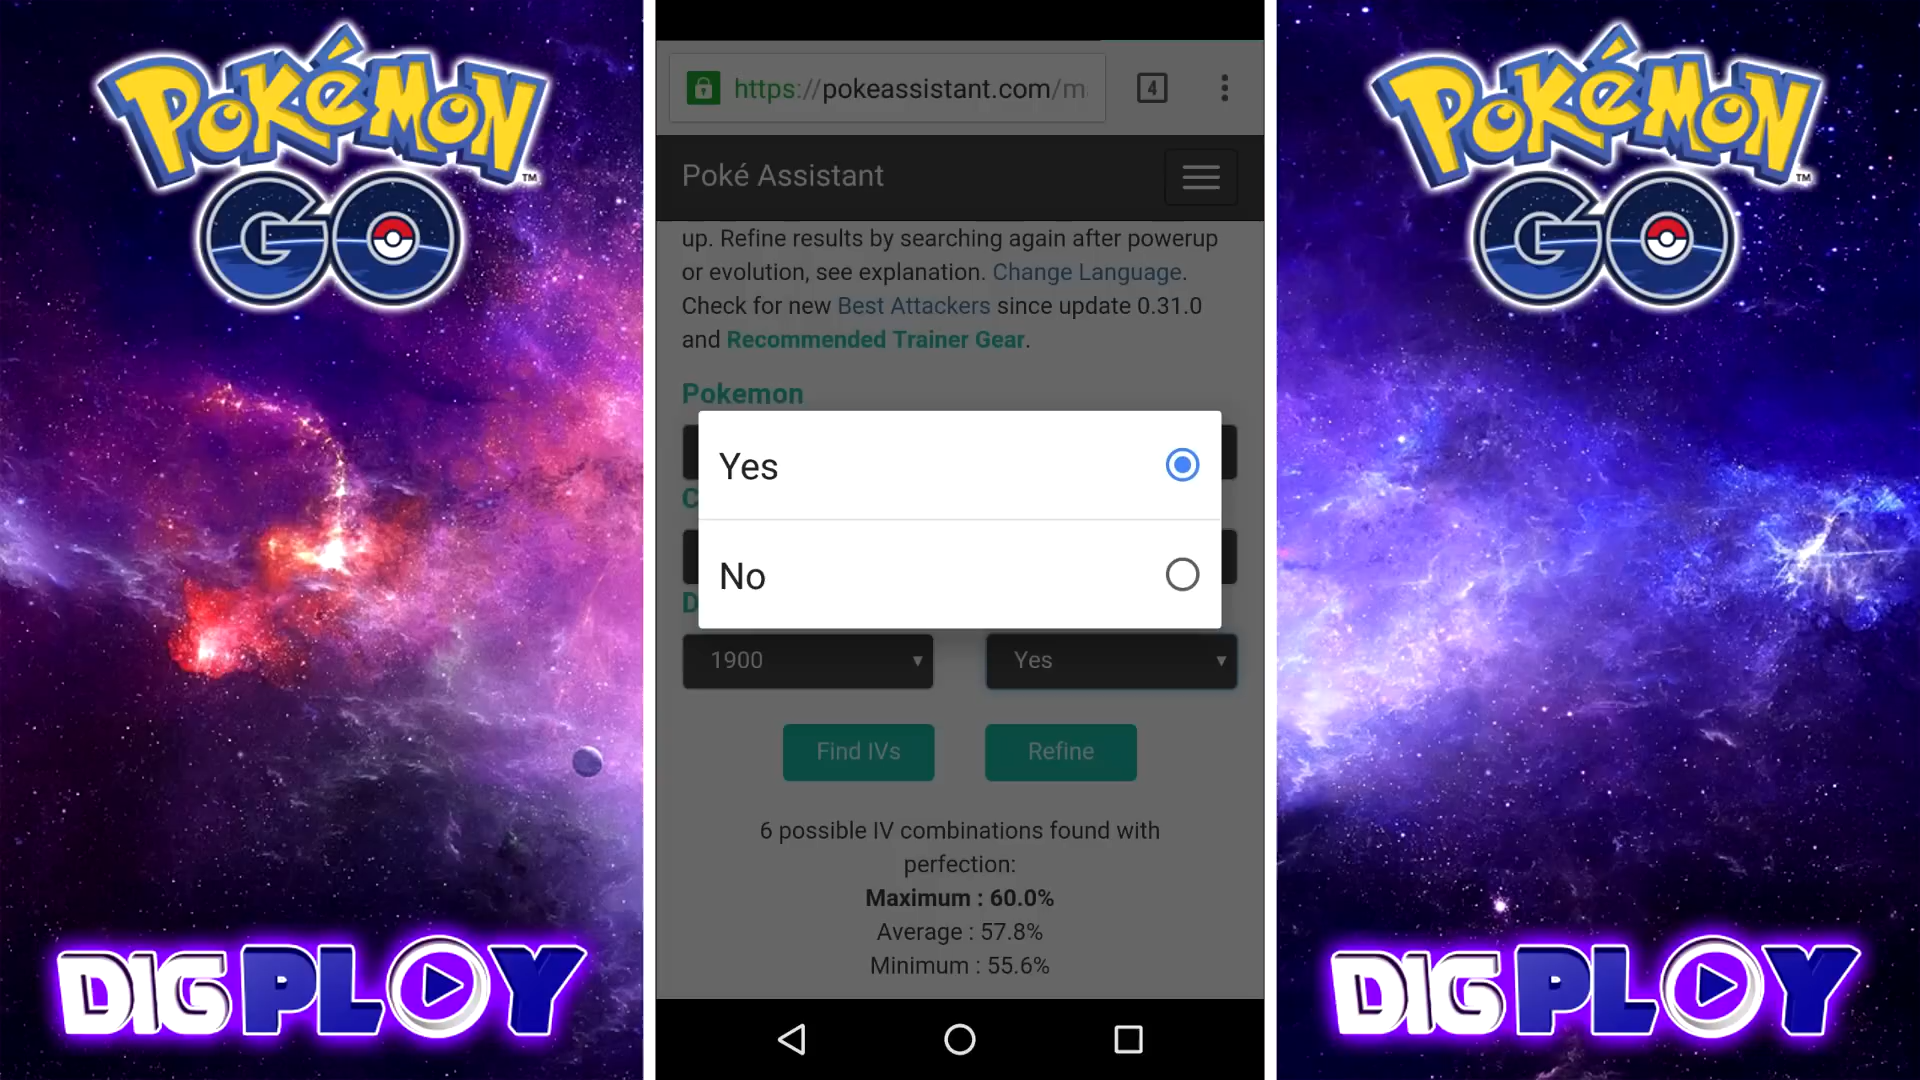 POKÉMON
TM
GO
DIGPLOY
https://pokeassistant.com/m
4
Poké Assistant
up. Refine results by searching again after powerup
or evolution, see explanation. Change Language.
Check for new Best Attackers since update 0.31.0
and Recommended Trainer Gear.
Pokemon
C
D
Yes
No
1900
Yes
Find IVs
Refine
6 possible IV combinations found with
perfection:
Maximum : 60.0%
Average : 57.8%
Minimum : 55.6%
POKÉMON
TM
GO
DIGPLOY